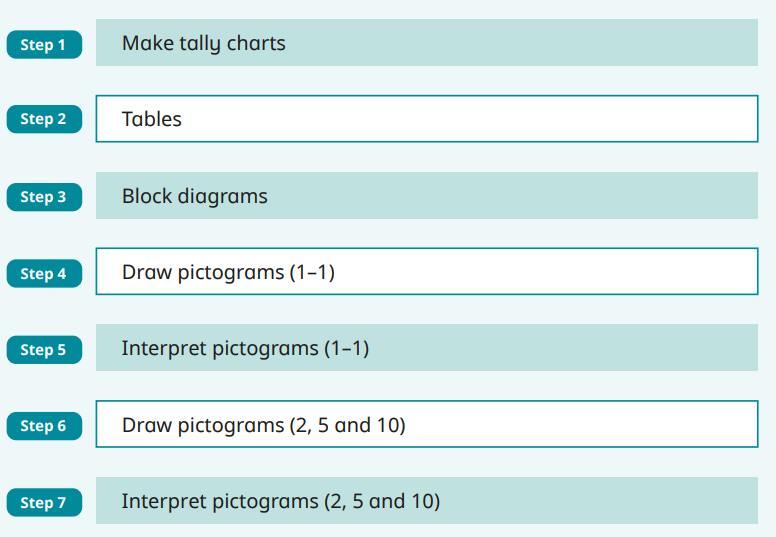 Step 1 Make tally charts
Step 2 Tables
Step 3 Block diagrams
Step 4 Draw pictograms (1–1)
Step 5 Interpret pictograms (1–1)
Step 6 Draw pictograms (2, 5 and 10)
Step 7 Interpret pictograms (2, 5 and 10)